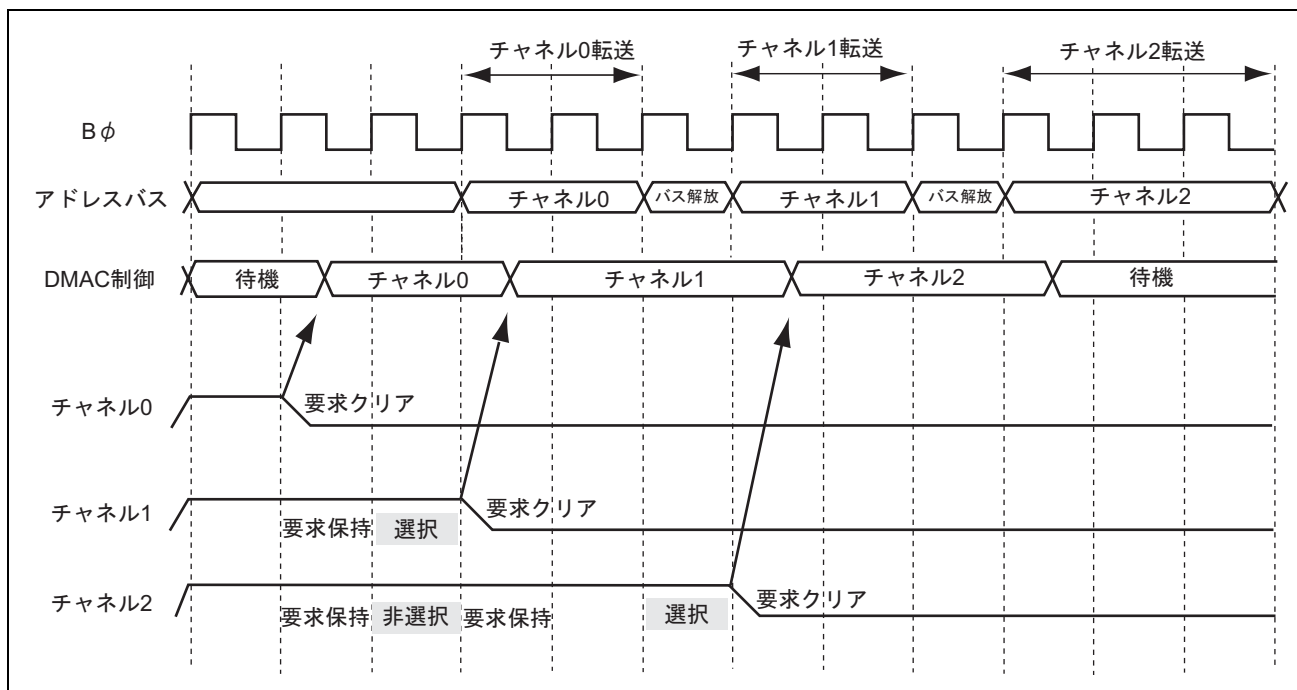 チャネル0転送 チャネル1転送 チャネル2転送
Bφ
アドレスバス チャネル0 バス解放 チャネル1 バス解放 チャネル2
DMAC制御 待機 チャネル0 チャネル1 チャネル2 待機
チャネル0 要求クリア
チャネル1 要求クリア
要求保持 選択
チャネル2 要求クリア
要求保持 非選択 要求保持 選択